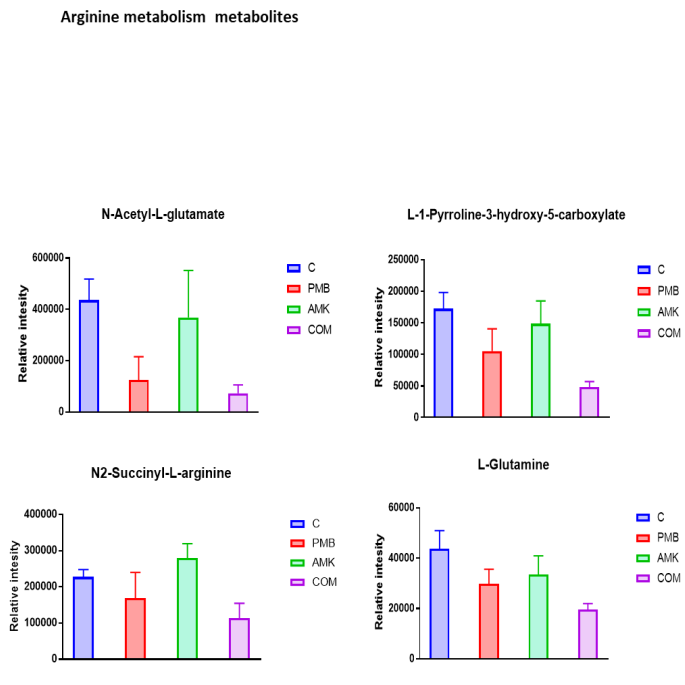 Arginine metabolism metabolites
N-Acetyl-L-glutamate
Relative intesity
600000
400000
200000
0
C
PMB
AMK
COM
L-1-Pyrroline-3-hydroxy-5-carboxylate
Relative intesity
250000
200000
150000
100000
50000
0
C
PMB
AMK
COM
N2-Succinyl-L-arginine
Relative intesity
400000
300000
200000
100000
0
C
PMB
AMK
COM
L-Glutamine
Relative intesity
60000
40000
20000
0
C
PMB
AMK
COM